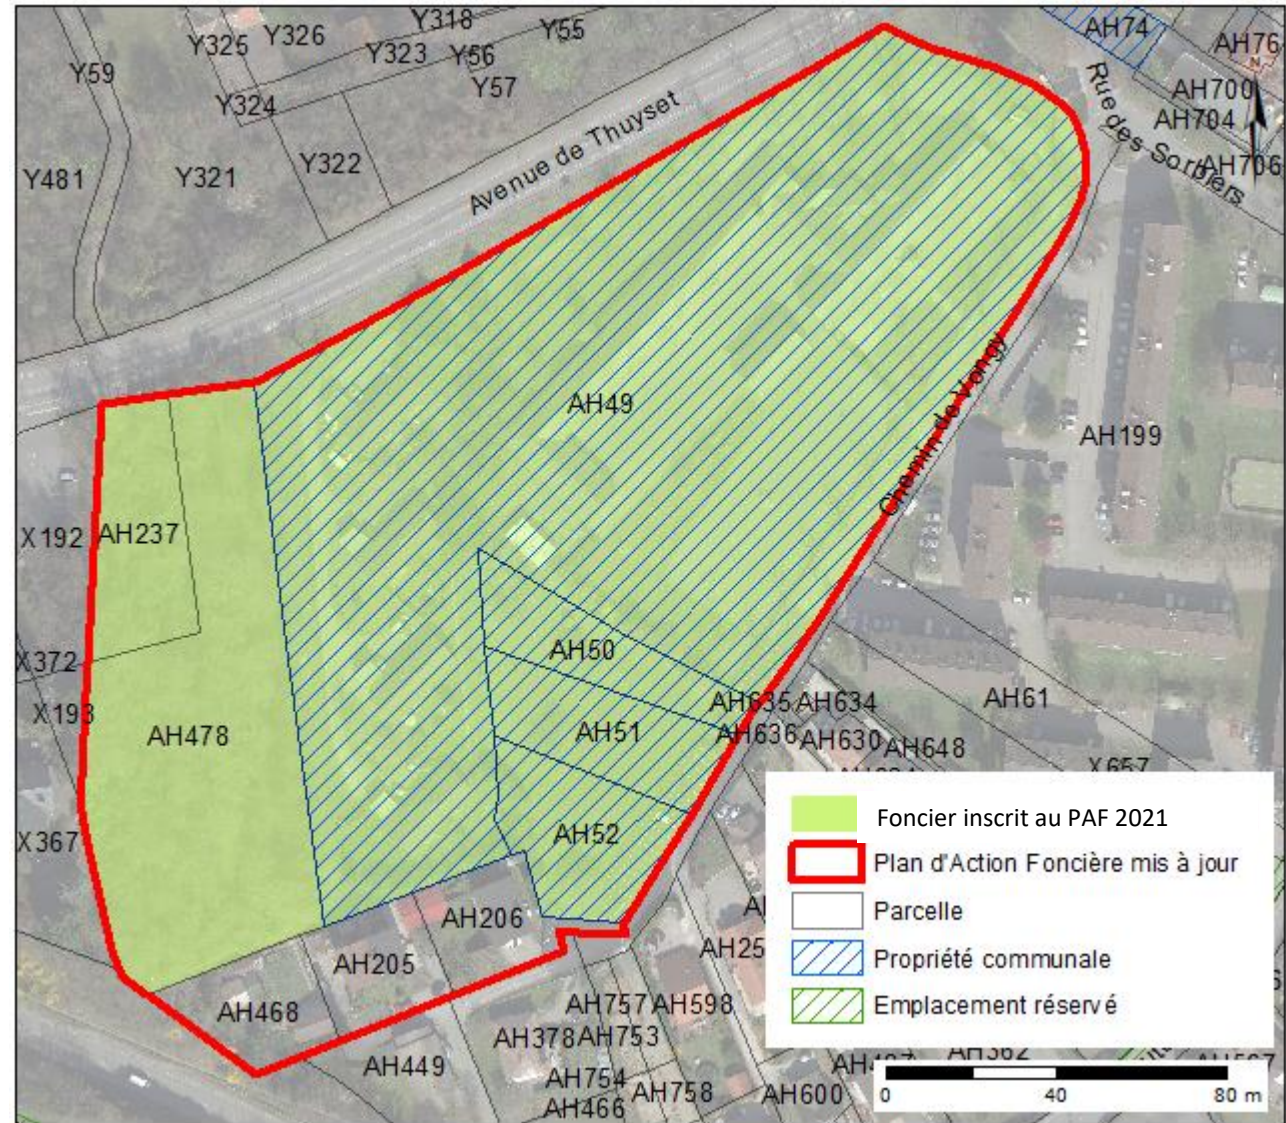 Y318
Y325
Y326
Y323
Y56
Y55
Y59
Y57
Y324
AH74
AH76
N
AH700
AH704
AH706
Rue des Sorbiers
Y481
Y321
Y322
Avenue de Thuyset
AH49
Chemin de Vongy
AH199
X192
AH237
X372
X193
AH50
AH478
AH635
AH634
AH61
AH51
AH636
AH630
AH648
X657
X367
AH52
AH206
AH205
AH468
AH25
AH757
AH598
AH378
AH753
AH449
AH754
AH758
AH466
AH600
AH362
Foncier inscrit au PAF 2021
Plan d'Action Foncière mis à jour
Parcelle
Propriété communale
Emplacement réservé
0 40 80 m